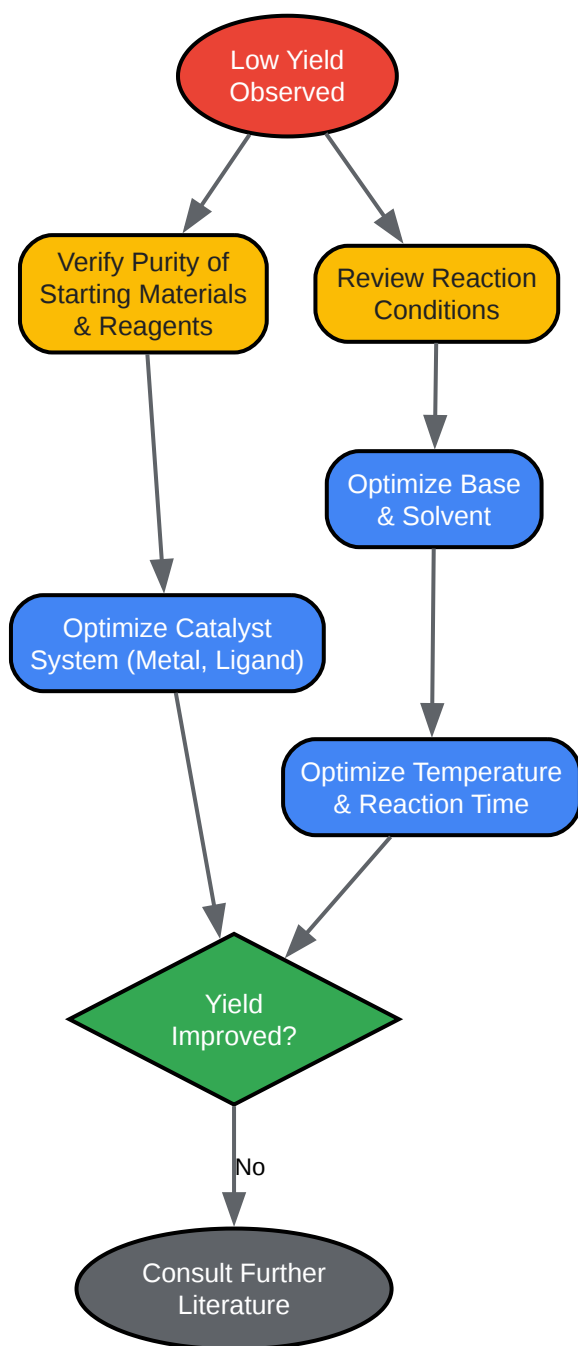 Low Yield
Observed
Verify Purity of
Starting Materials
& Reagents
Review Reaction
Conditions
Optimize Base
& Solvent
Optimize Catalyst
System (Metal, Ligand)
Optimize Temperature
& Reaction Time
Yield
Improved?
No
Consult Further
Literature